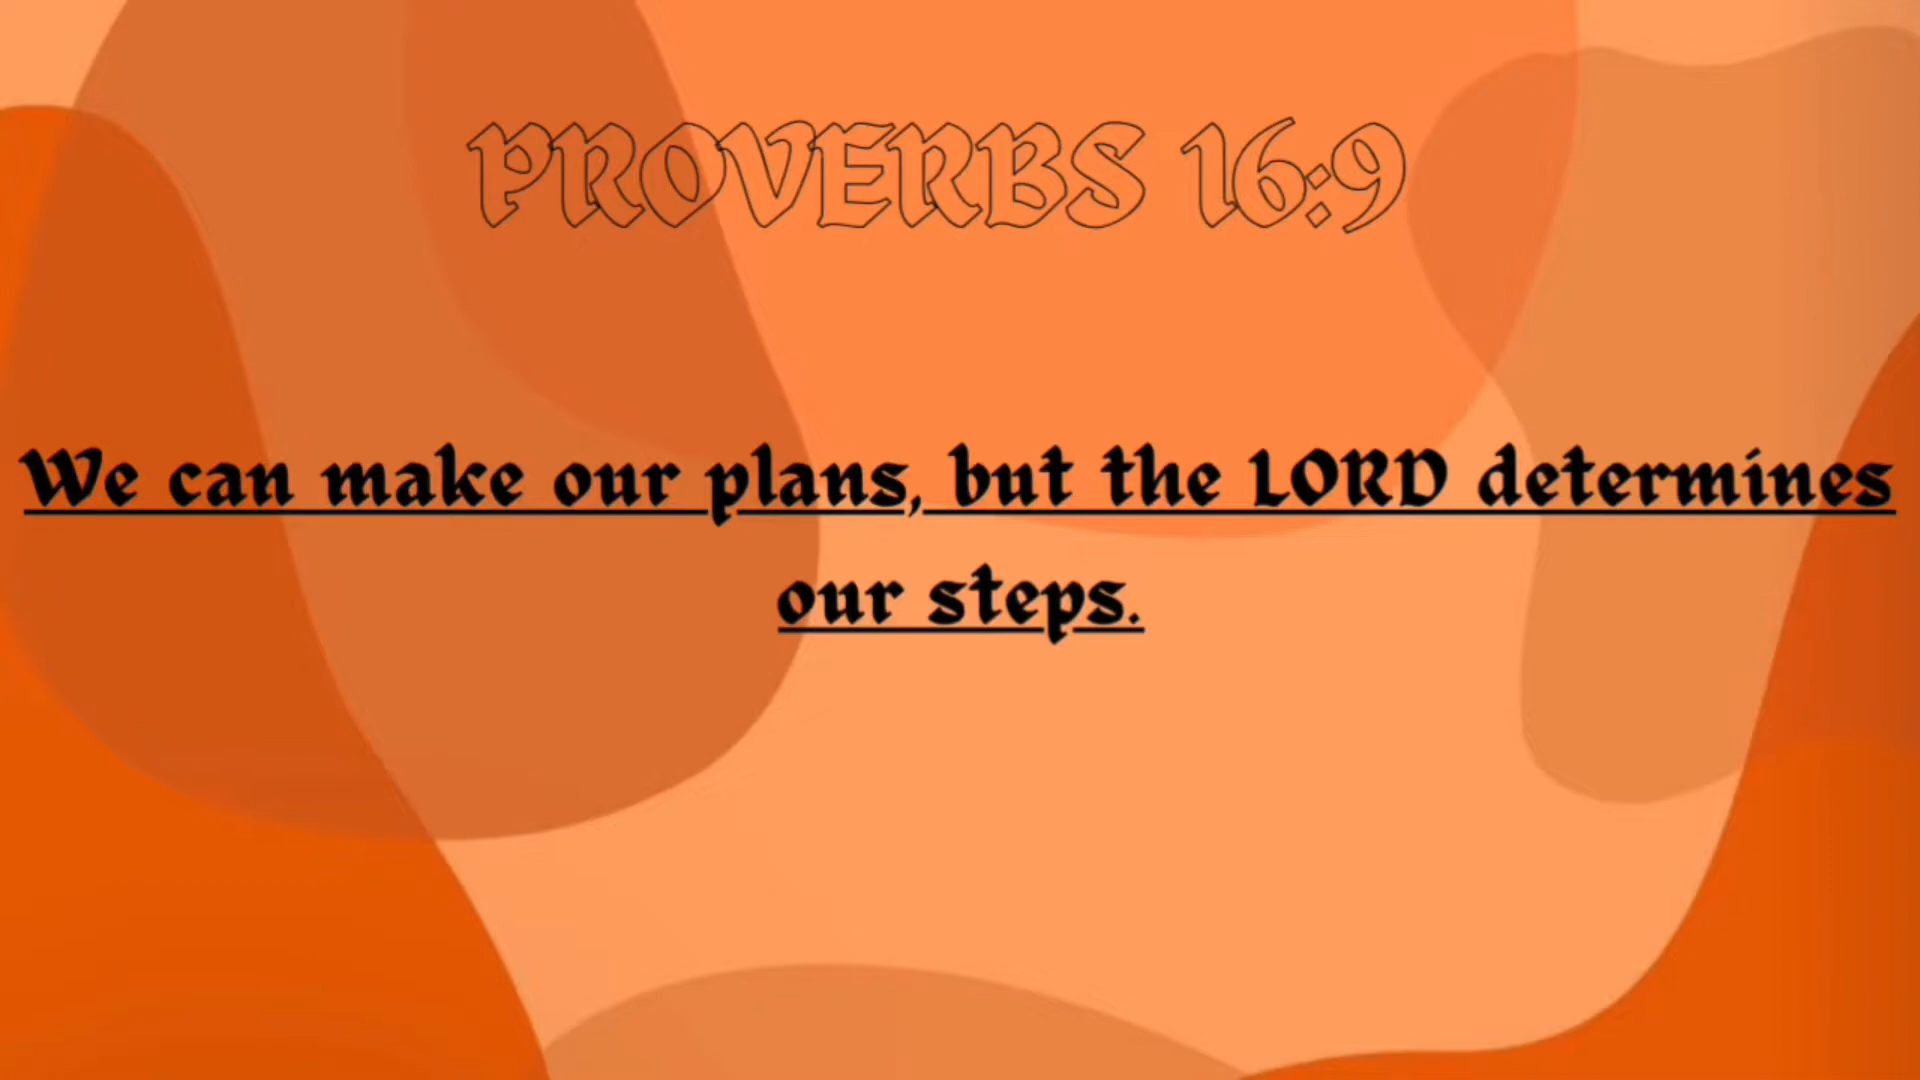 PROVERBS 16:9
We can make our plans, but the LORD determines
our steps.